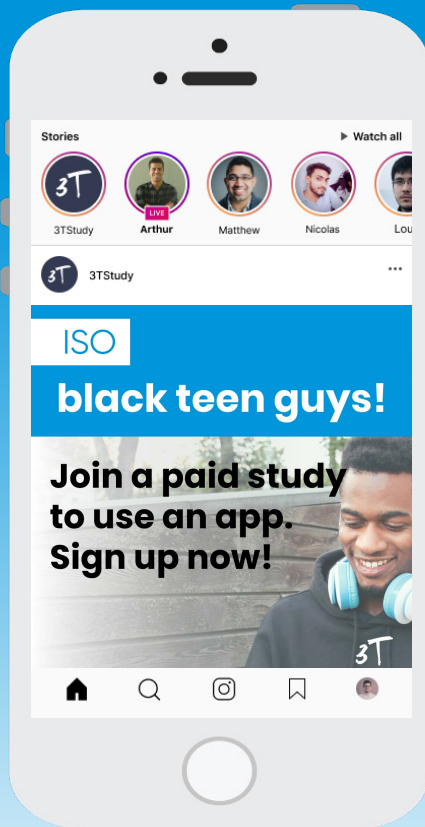 Stories
▶ Watch all
3T
LIVE
3TStudy
Arthur
Matthew
Nicolas
Lou
3T
3TStudy
...
ISO
black teen guys!
Join a paid study
to use an app.
Sign up now!
3T